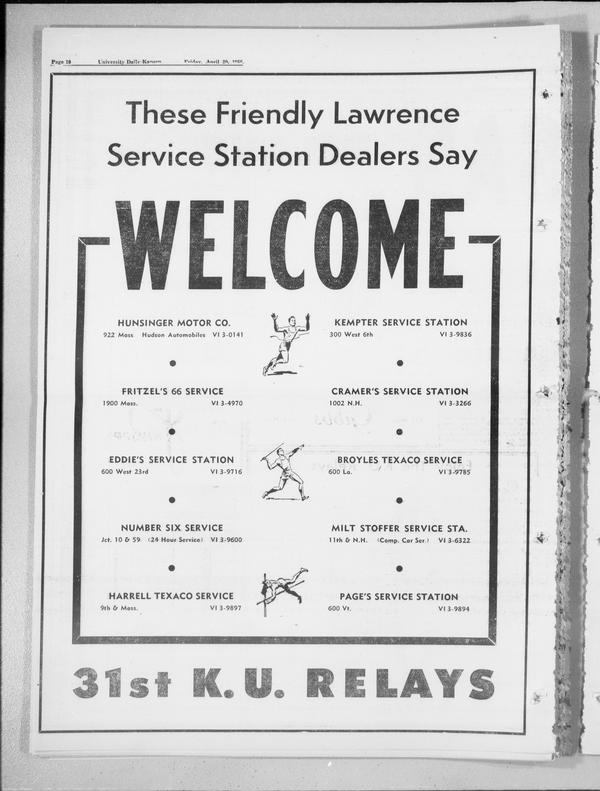 Page 18 University Daily Kansan Friday, April 20,
These Friendly Lawrence
Service Station Dealers Say
WELCOME
HUNSINGER MOTOR CO.
922 Mass Hudson Automobiles VI 3-0141
FRITZEL'S 66 SERVICE
1900 Mass. VI 3-4970
EDDIE'S SERVICE STATION
600 West 23rd VI 3-9716
NUMBER SIX SERVICE
Jct. 10 & 59 (24 Hour Service) VI 3-9600
HARRELL TEXACO SERVICE
9th & Mass. VI 3-9897
KEMPTER SERVICE STATION
300 West 6th VI 3-9836
CRAMER'S SERVICE STATION
1002 N.H. VI 3-3266
BROYLES TEXACO SERVICE
600 La. VI 3-9785
MILT STOFFER SERVICE STA.
11th & N.H. (Comp. Car Ser.) VI 3-6322
PAGE'S SERVICE STATION
600 Vt. VI 3-9894
31st K.U. RELAYS